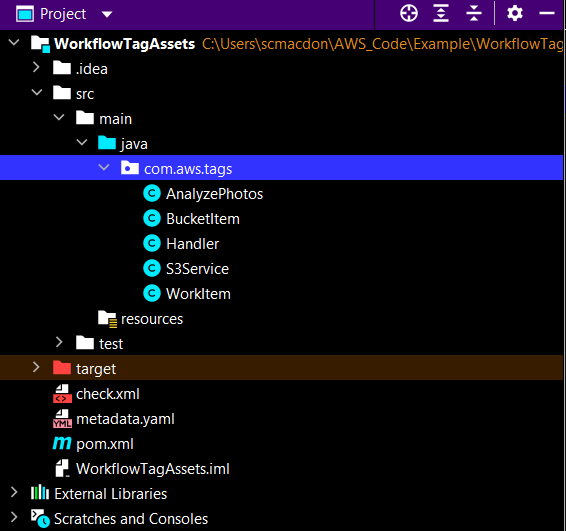 Project
WorkflowTagAssets C:\Users\scmacdon\AWS_Code\Example\WorkflowTag
.idea
src
main
java
com.aws.tags
C AnalyzePhotos
C BucketItem
C Handler
C S3Service
C WorkItem
resources
test
target
<> check.xml
YML metadata.yaml
m pom.xml
WorkflowTagAssets.iml
External Libraries
Scratches and Consoles